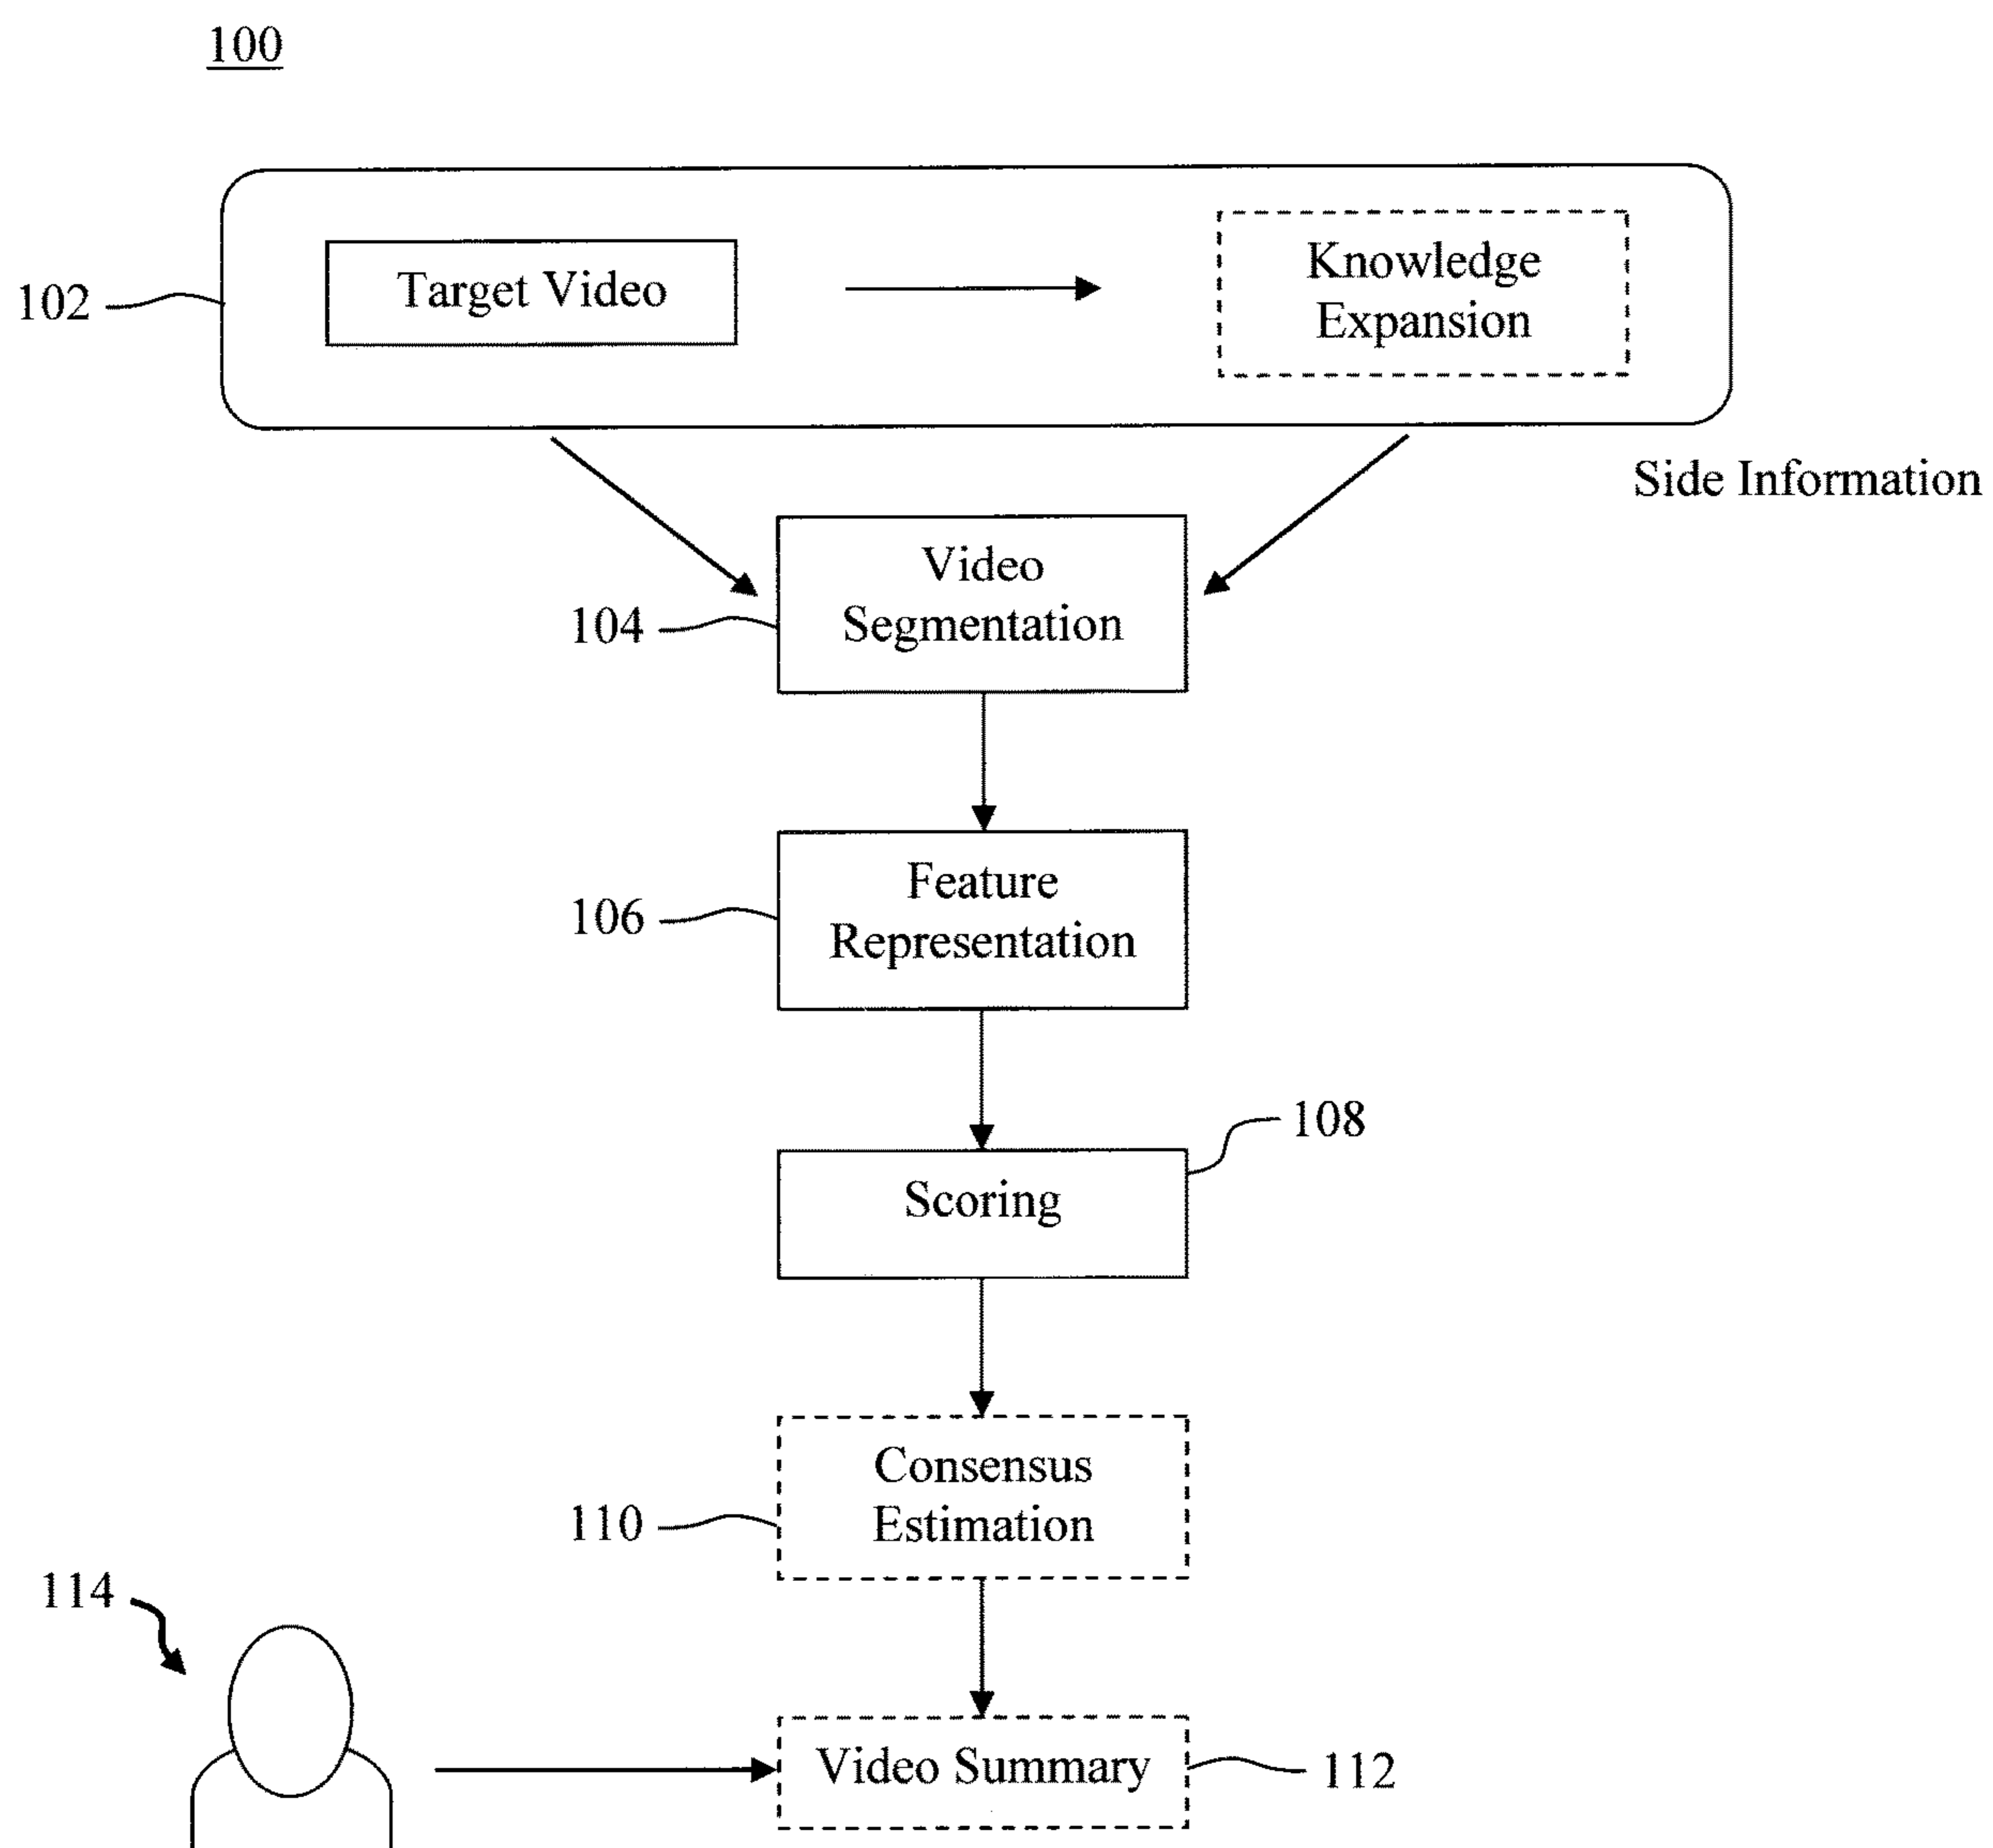 100
Target Video
Knowledge
Expansion
102
Side Information
Video
Segmentation
104
Feature
Representation
106
108
Scoring
Consensus
Estimation
110
114
Video Summary
112